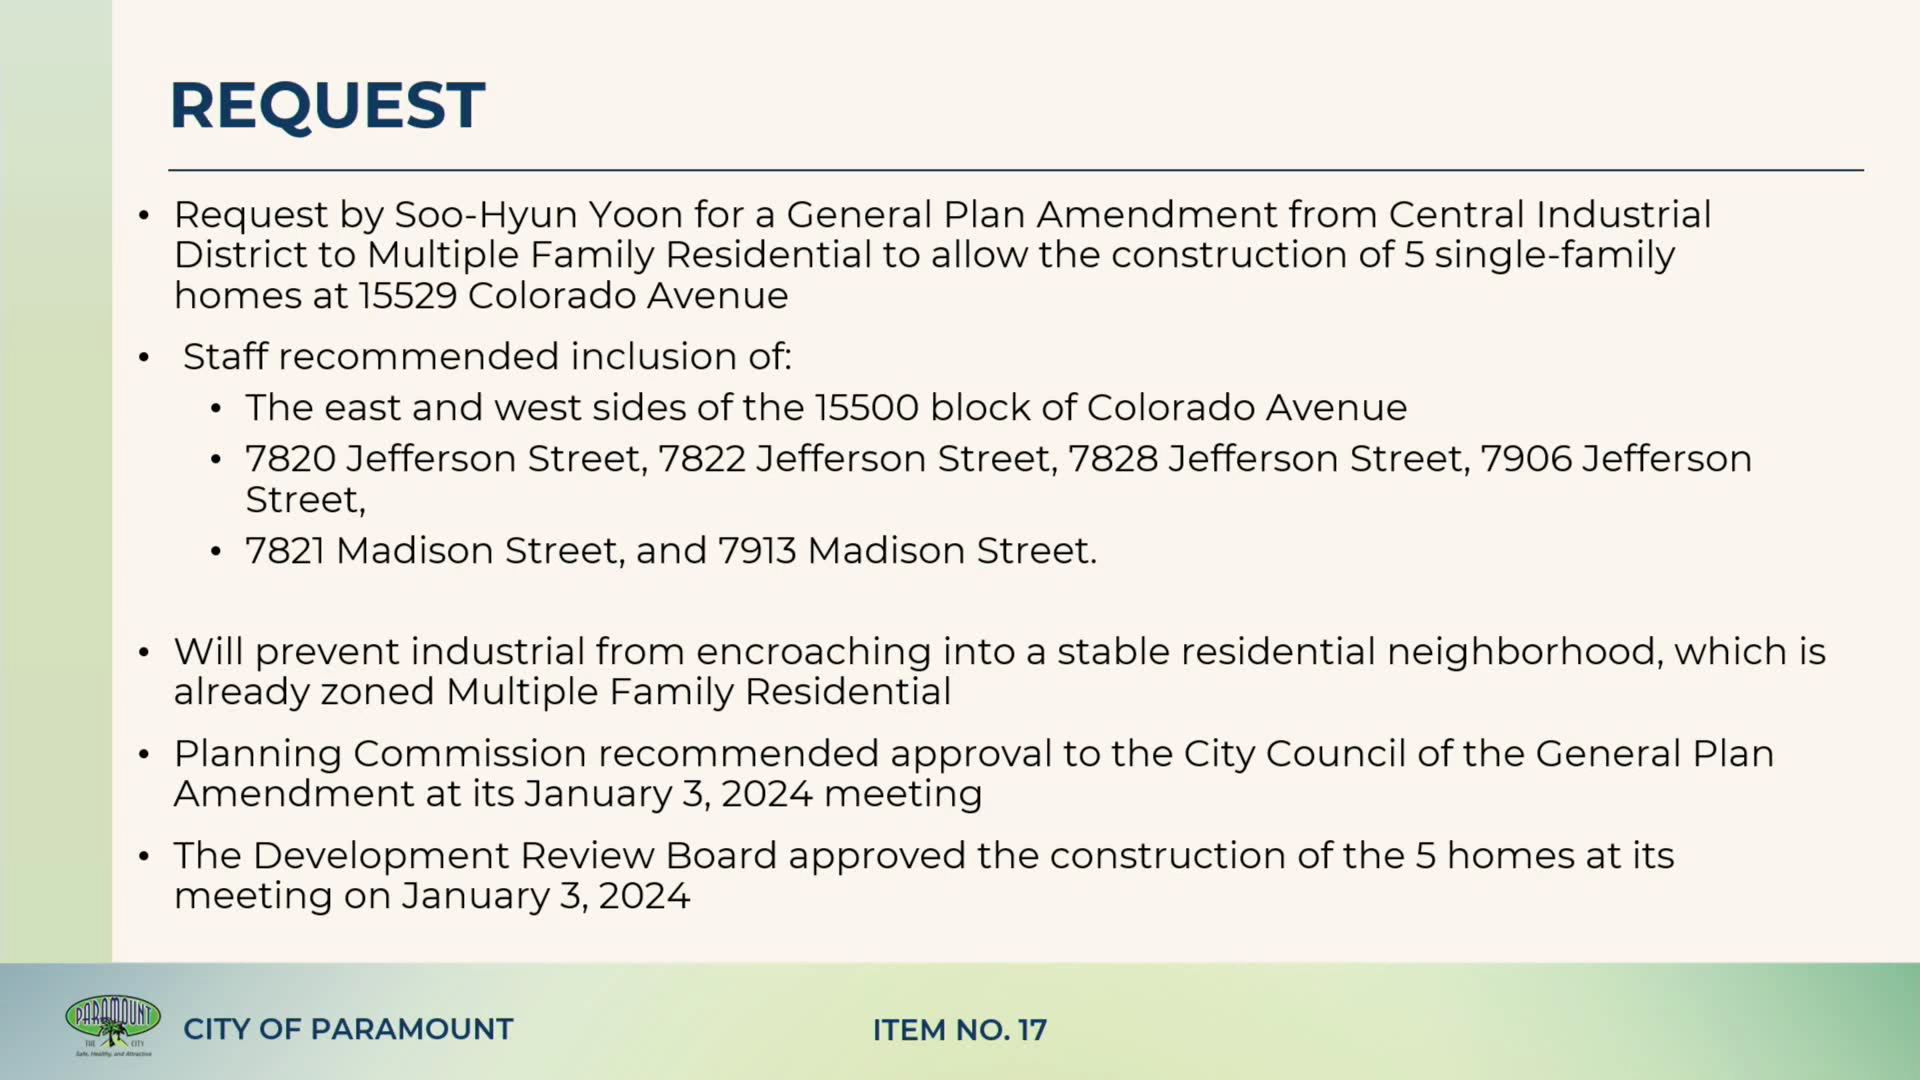 REQUEST
• Request by Soo-Hyun Yoon for a General Plan Amendment from Central Industrial
District to Multiple Family Residential to allow the construction of 5 single-family
homes at 15529 Colorado Avenue
• Staff recommended inclusion of:
• The east and west sides of the 15500 block of Colorado Avenue
• 7820 Jefferson Street, 7822 Jefferson Street, 7828 Jefferson Street, 7906 Jefferson
Street,
• 7821 Madison Street, and 7913 Madison Street.
• Will prevent industrial from encroaching into a stable residential neighborhood, which is
already zoned Multiple Family Residential
• Planning Commission recommended approval to the City Council of the General Plan
Amendment at its January 3, 2024 meeting
• The Development Review Board approved the construction of the 5 homes at its
meeting on January 3, 2024
PARAMOUNT
THE CITY
Safe, Healthy, and Attractive
CITY OF PARAMOUNT
ITEM NO. 17